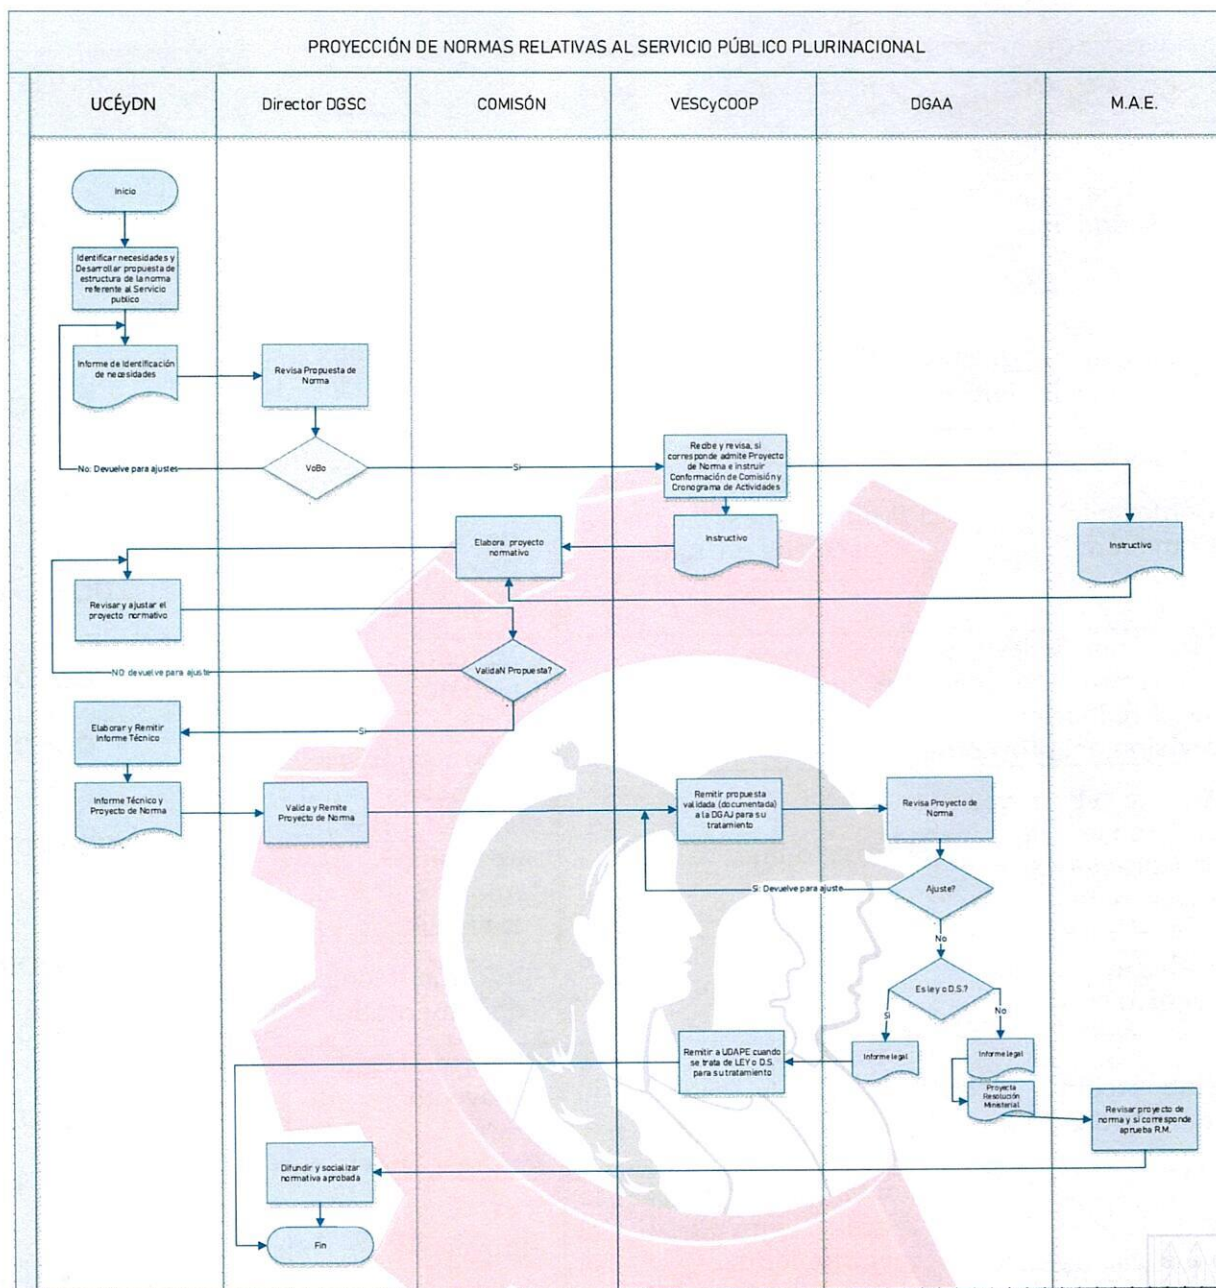 PROYECCIÓN DE NORMAS RELATIVAS AL SERVICIO PÚBLICO PLURINACIONAL
UCÉyDN
Director DGSC
COMISÓN
VESCyCOOP
DGAA
M.A.E.
Inicio
Identificar necesidades y
Desarrollar propuesta de
estructura de la norma
referente al Servicio
publico
Informe de Identificación
de necesidades
Revisa Propuesta de
Norma
No: Devuelve para ajustes
VoBo
Si
Recibe y revisa, si
corresponde admite Proyecto
de Norma e instruir
Conformación de Comisión y
Cronograma de Actividades
Elabora proyecto
normativo
Instructivo
Instructivo
Revisar y ajustar el
proyecto normativo
NO devuelve para ajuste
ValidaN Propuesta?
Elaborar y Remitir
Informe Técnico
Si
Informe Técnico y
Proyecto de Norma
Valida y Remite
Proyecto de Norma
Remitir propuesta
validada (documentada)
a la DGAJ para su
tratamiento
Revisa Proyecto de
Norma
Si: Devuelve para ajuste
Ajuste?
No
Es ley o D.S.?
Si
No
Remitir a UDAPE cuando
se trata de LEY o D.S.
para su tratamiento
Informe legal
Informe legal
Proyecta
Resolución
Ministerial
Revisar proyecto de
norma y si corresponde
aprueba R.M.
Difundir y socializar
normativa aprobada
Fin